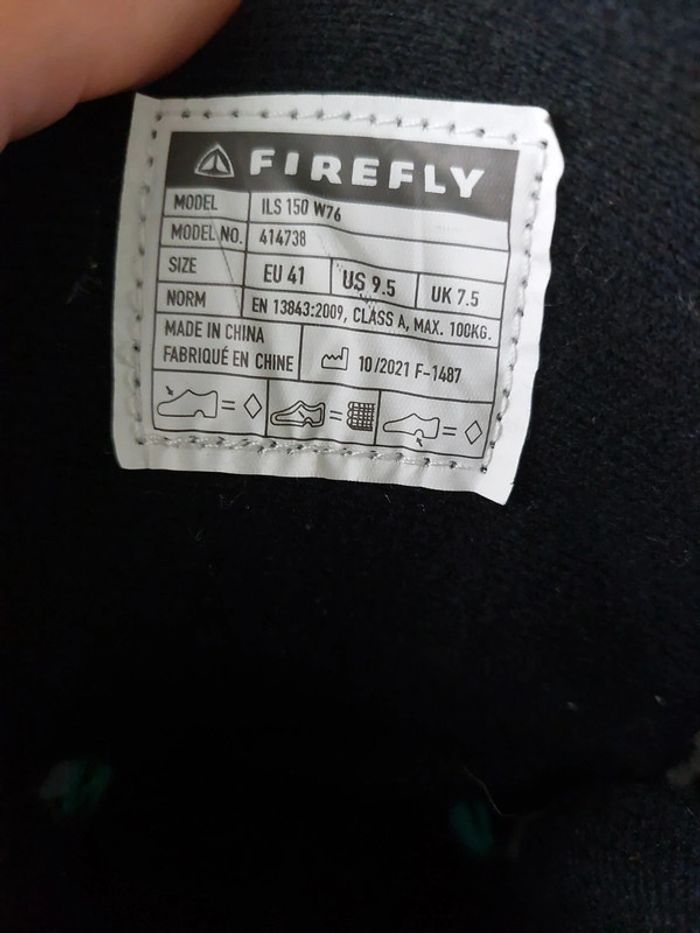 FIREFLY
MODEL ILS 150 W76
MODEL NO. 414738
SIZE EU 41 US 9.5 UK 7.5
NORM EN 13843:2009, CLASS A, MAX. 100KG.
MADE IN CHINA
FABRIQUÉ EN CHINE 10/2021 F-1487
= = =